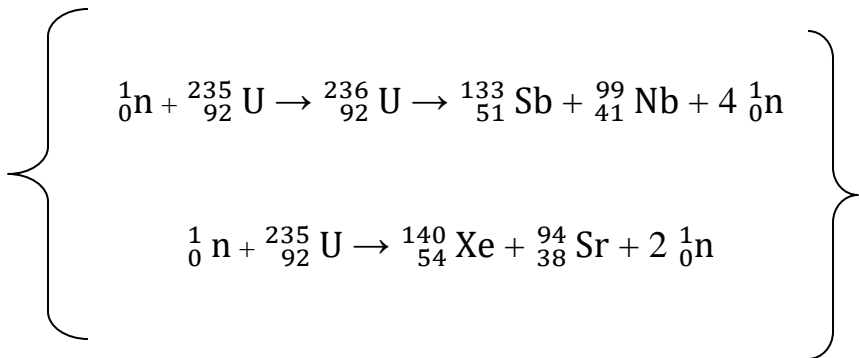 ¹₀n + ²³⁵₉₂U → ²³⁶₉₂U → ¹³³₅₁Sb + ⁹⁹₄₁Nb + 4 ¹₀n
¹₀n + ²³⁵₉₂U → ¹⁴⁰₅₄Xe + ⁹⁴₃₈Sr + 2 ¹₀n